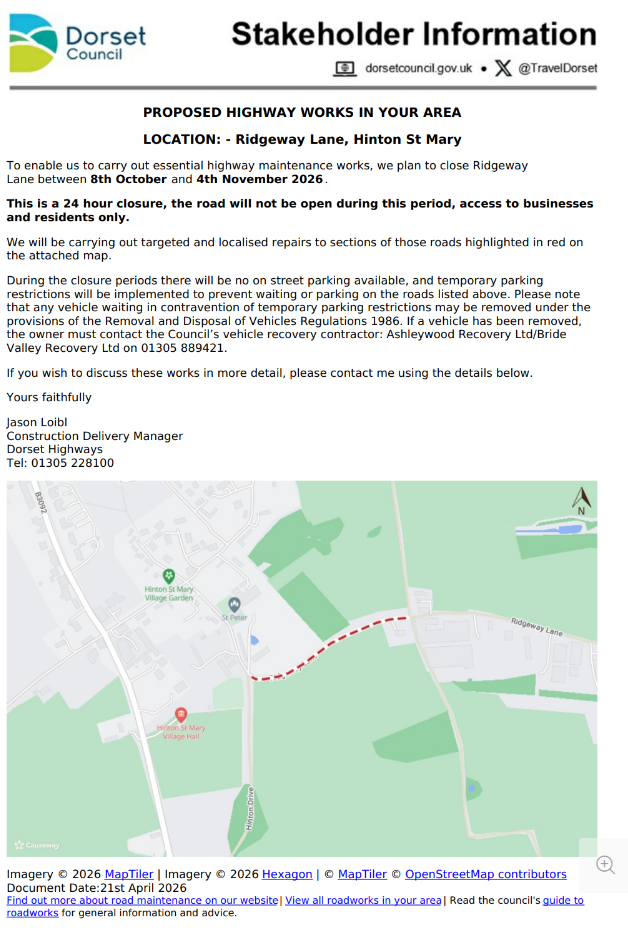 Dorset
Council
Stakeholder Information
dorsetcouncil.gov.uk • X @TravelDorset
PROPOSED HIGHWAY WORKS IN YOUR AREA
LOCATION: - Ridgeway Lane, Hinton St Mary
To enable us to carry out essential highway maintenance works, we plan to close Ridgeway
Lane between 8th October and 4th November 2026.
This is a 24 hour closure, the road will not be open during this period, access to businesses
and residents only.
We will be carrying out targeted and localised repairs to sections of those roads highlighted in red on
the attached map.
During the closure periods there will be no on street parking available, and temporary parking
restrictions will be implemented to prevent waiting or parking on the roads listed above. Please note
that any vehicle waiting in contravention of temporary parking restrictions may be removed under the
provisions of the Removal and Disposal of Vehicles Regulations 1986. If a vehicle has been removed,
the owner must contact the Council's vehicle recovery contractor: Ashleywood Recovery Ltd/Bride
Valley Recovery Ltd on 01305 889421.
If you wish to discuss these works in more detail, please contact me using the details below.
Yours faithfully
Jason Loibl
Construction Delivery Manager
Dorset Highways
Tel: 01305 228100
B3092
N
Hinton St Mary
Village Garden
St Peter
Ridgeway Lane
Hinton St Mary
Village Hall
Hinton Drive
Causeway
Imagery © 2026 MapTiler | Imagery © 2026 Hexagon | © MapTiler © OpenStreetMap contributors
Document Date:21st April 2026
Find out more about road maintenance on our website| View all roadworks in your area| Read the council's guide to
roadworks for general information and advice.